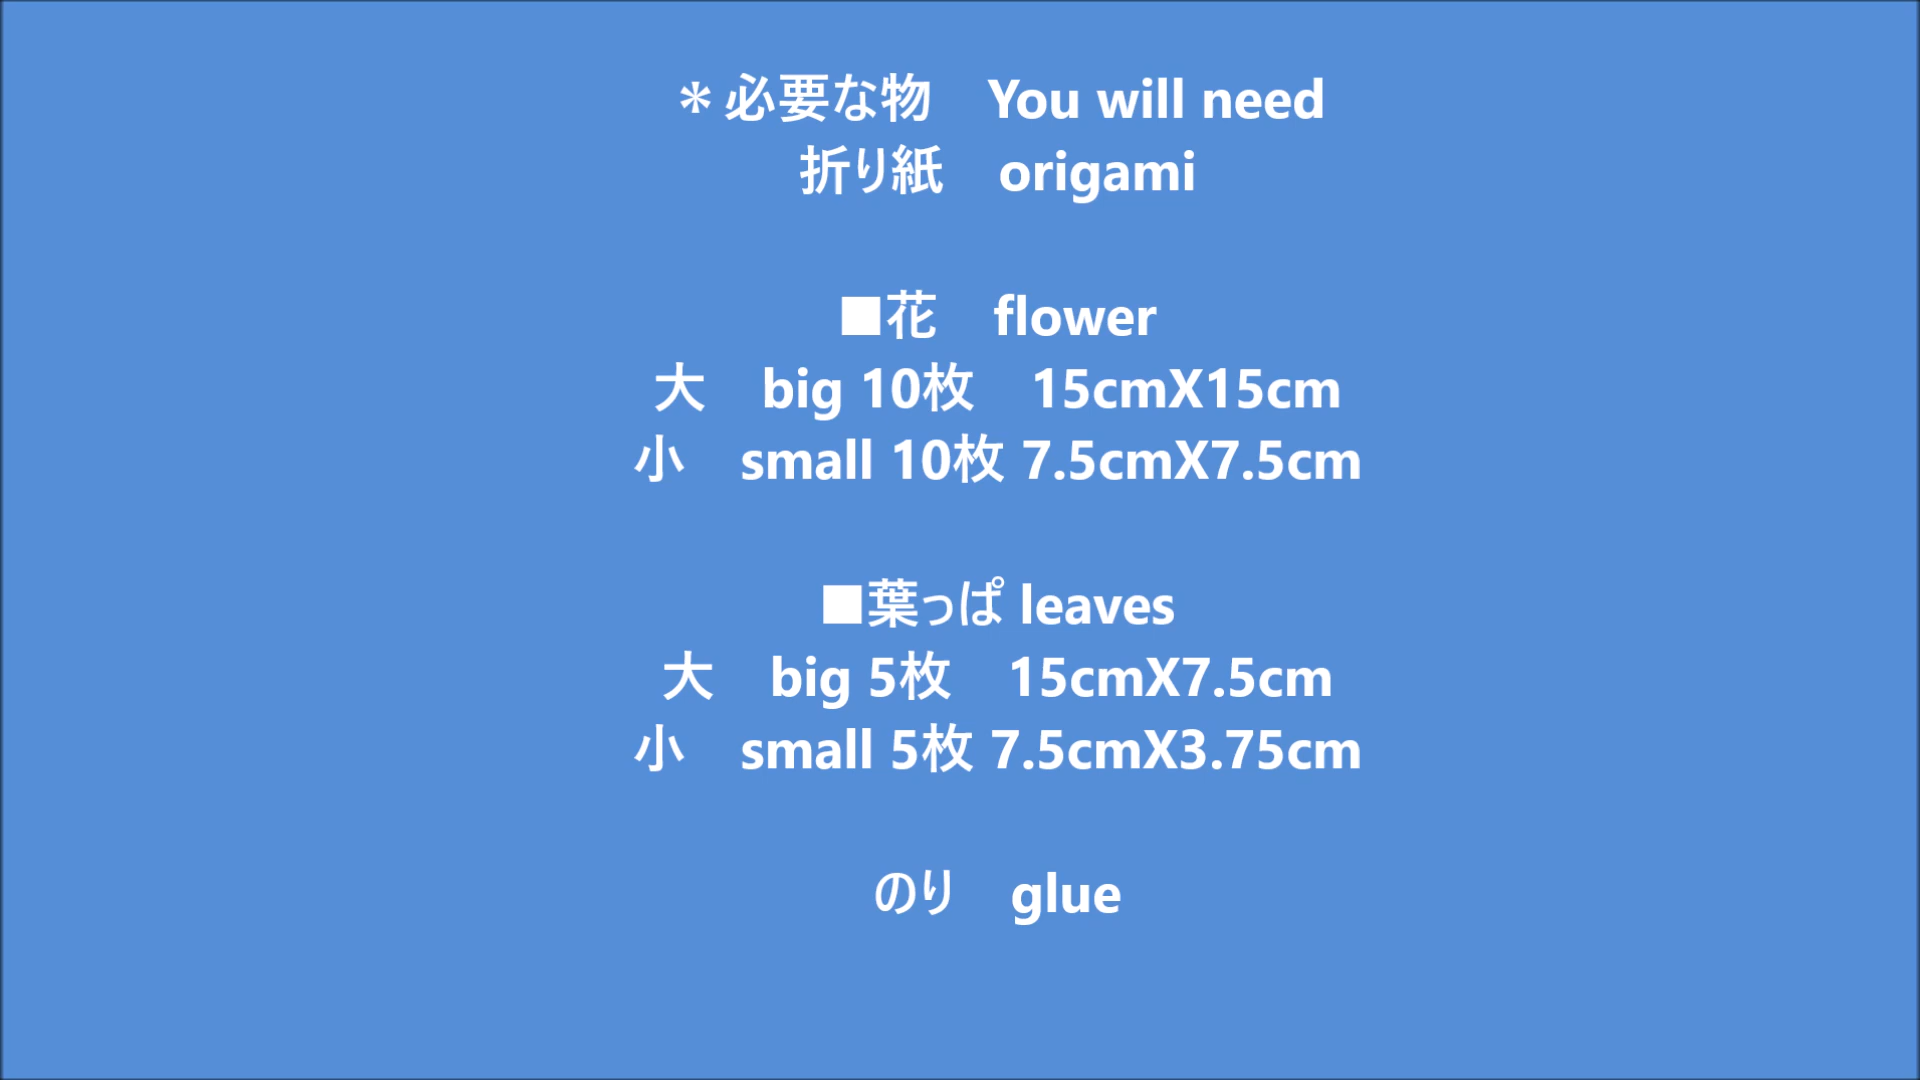 ＊必要な物　You will need
折り紙　origami
■花　flower
大　big 10枚　15cmX15cm
小　small 10枚 7.5cmX7.5cm
■葉っぱ leaves
大　big 5枚　15cmX7.5cm
小　small 5枚 7.5cmX3.75cm
のり　glue